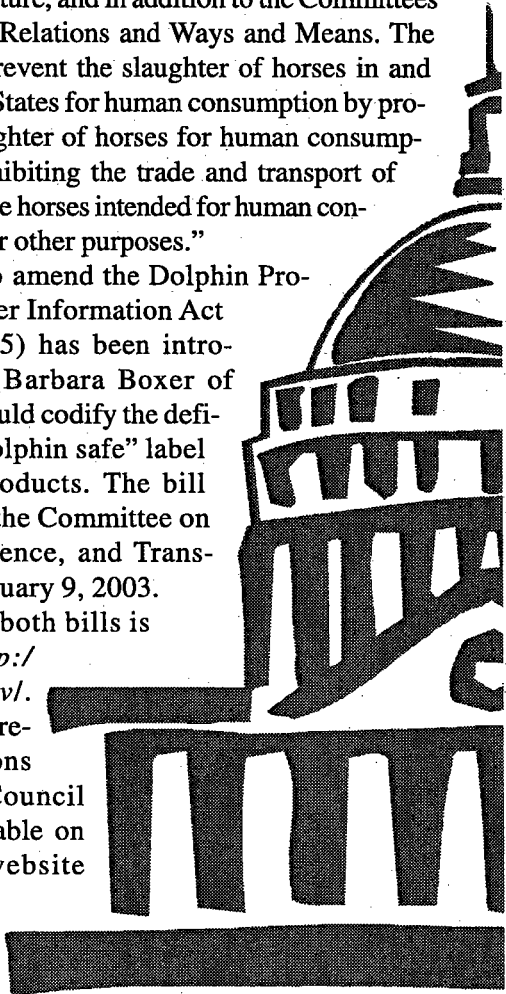 ture, and in addition to the Committees
Relations and Ways and Means. The
revent the slaughter of horses in and
States for human consumption by pro-
ghter of horses for human consump-
ibiting the trade and transport of
e horses intended for human con-
r other purposes."
o amend the Dolphin Pro-
er Information Act
5) has been intro-
Barbara Boxer of
uld codify the defi-
olphin safe" label
oducts. The bill
the Committee on
ence, and Trans-
uary 9, 2003.
both bills is
p:/
v/.
re-
ons
Council
able on
vebsite